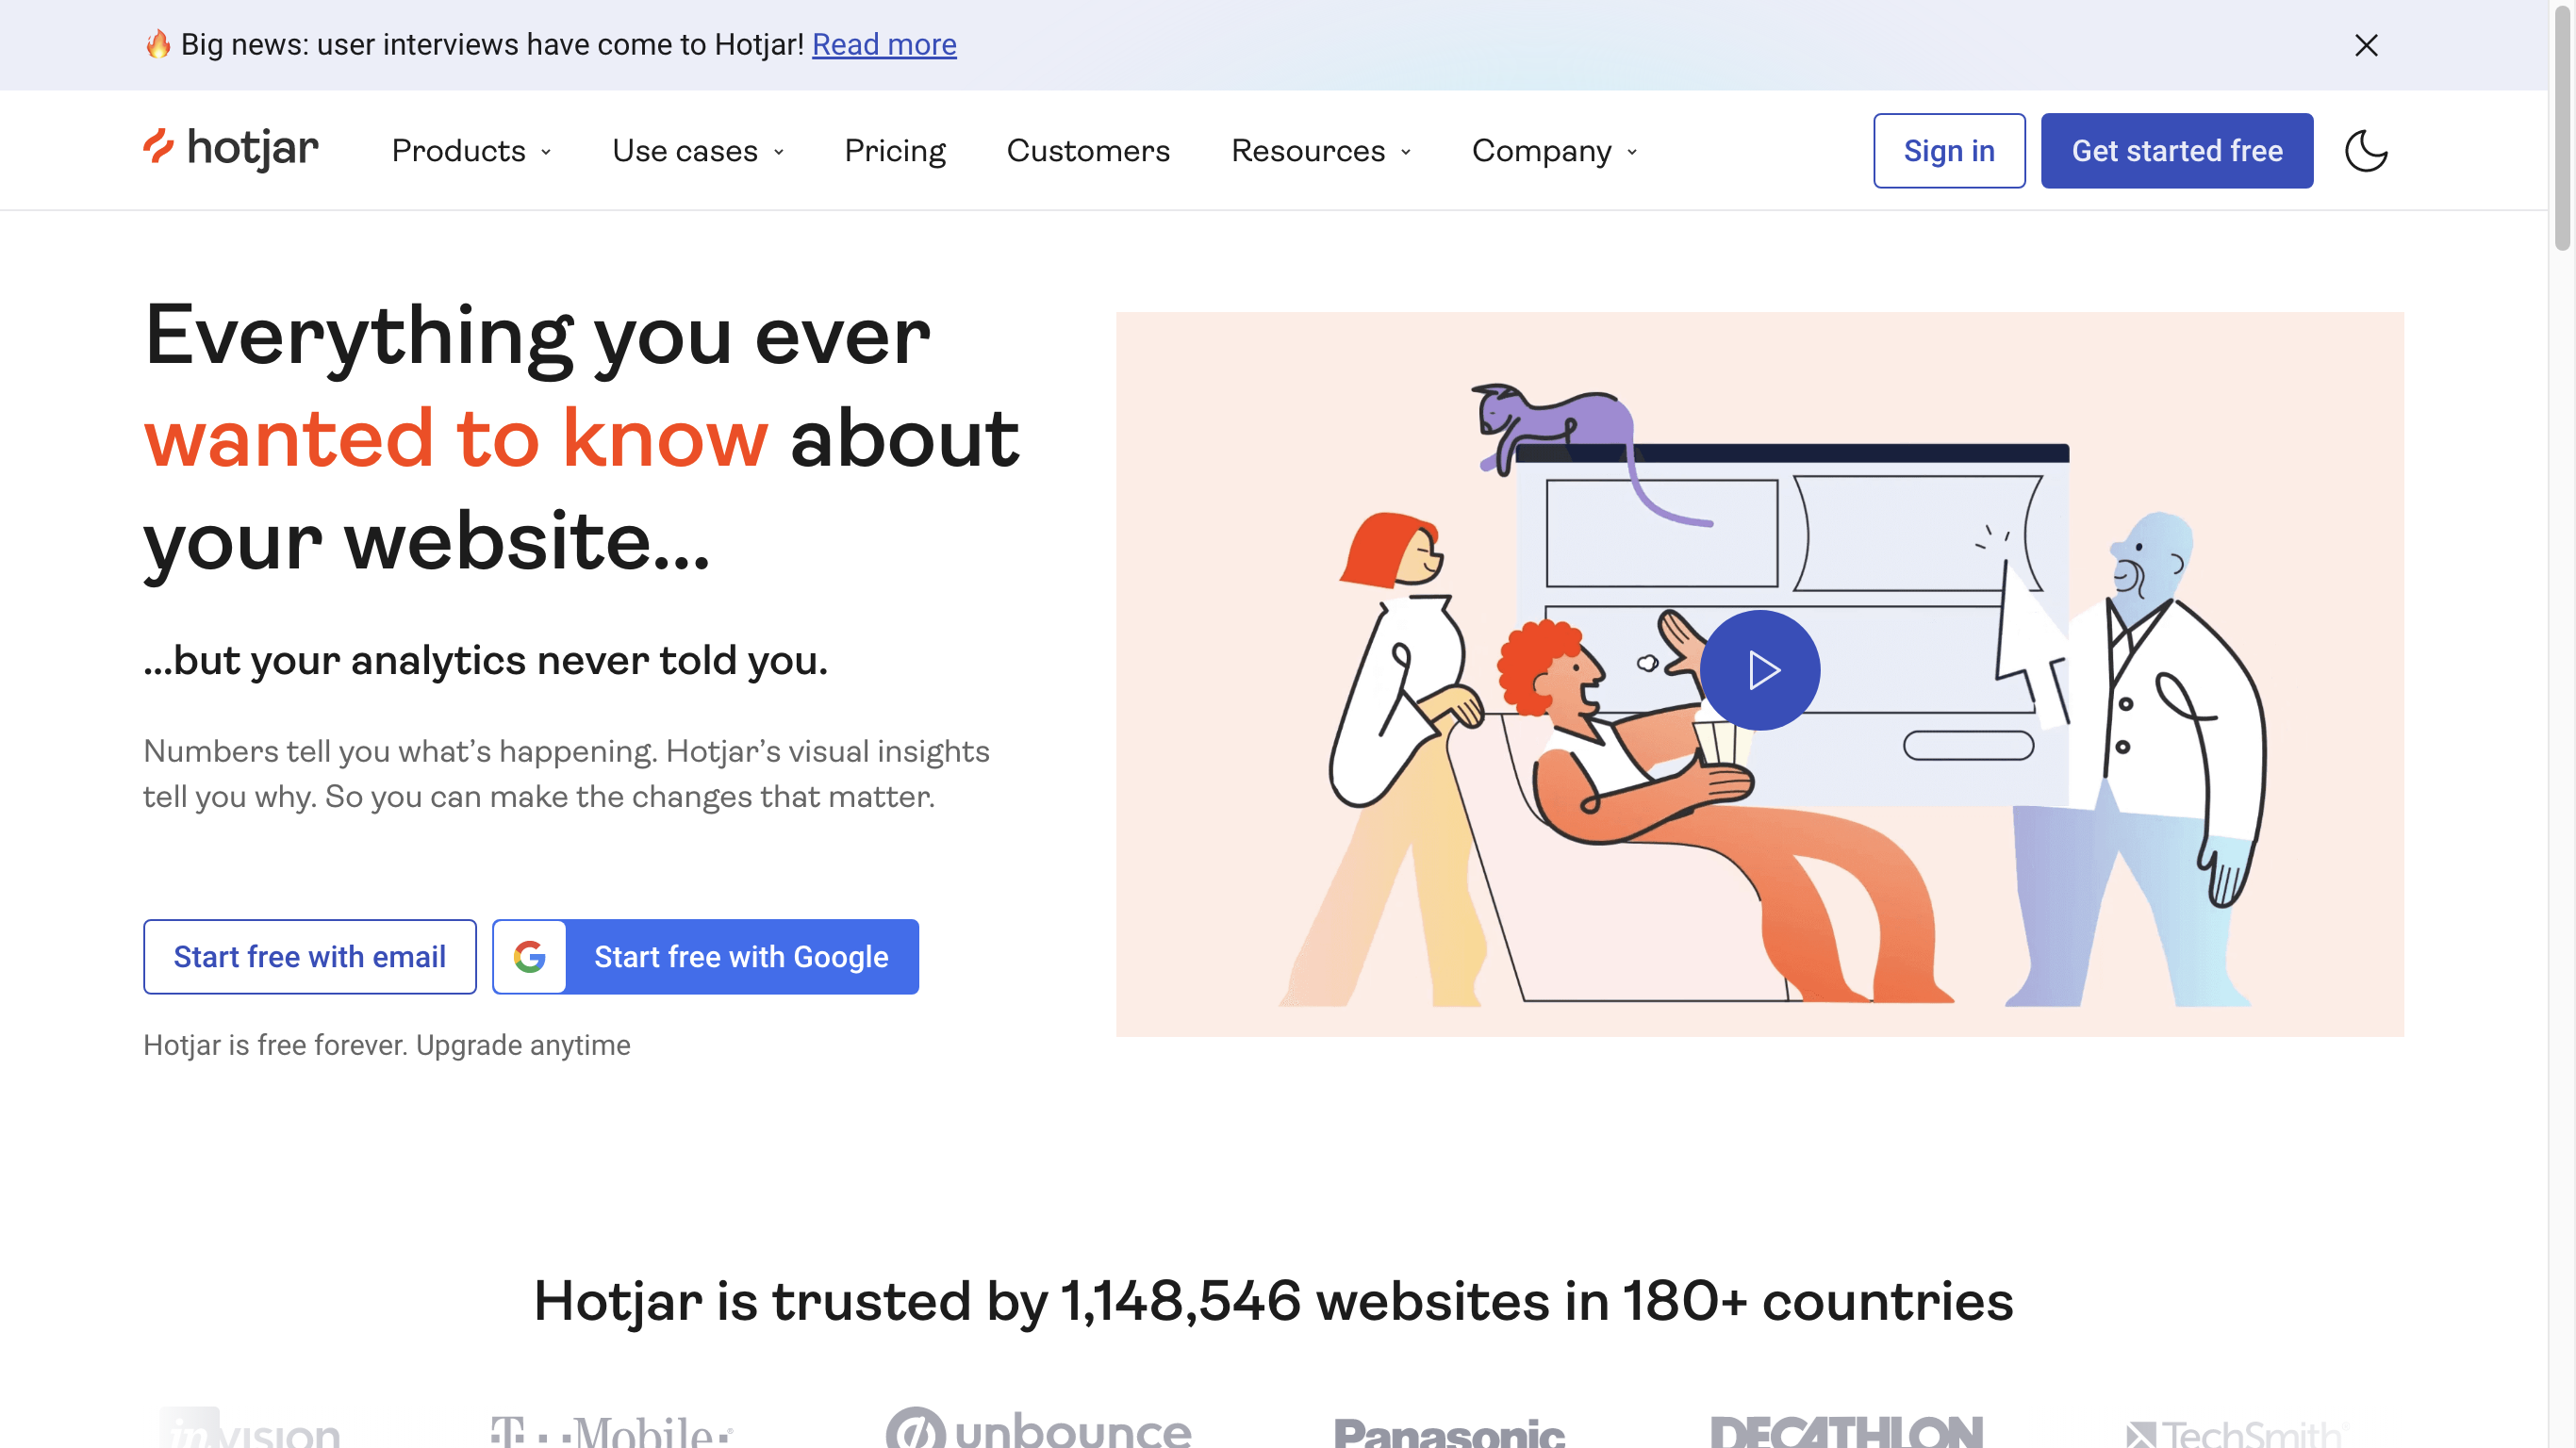 🔥 Big news: user interviews have come to Hotjar! Read more
hotjar Products Use cases Pricing Customers Resources Company Sign in Get started free
Everything you ever
wanted to know about
your website...
...but your analytics never told you.
Numbers tell you what’s happening. Hotjar’s visual insights
tell you why. So you can make the changes that matter.
Start free with email Start free with Google
Hotjar is free forever. Upgrade anytime
Hotjar is trusted by 1,148,546 websites in 180+ countries
invision T··Mobile· unbounce Panasonic DECATHLON TechSmith